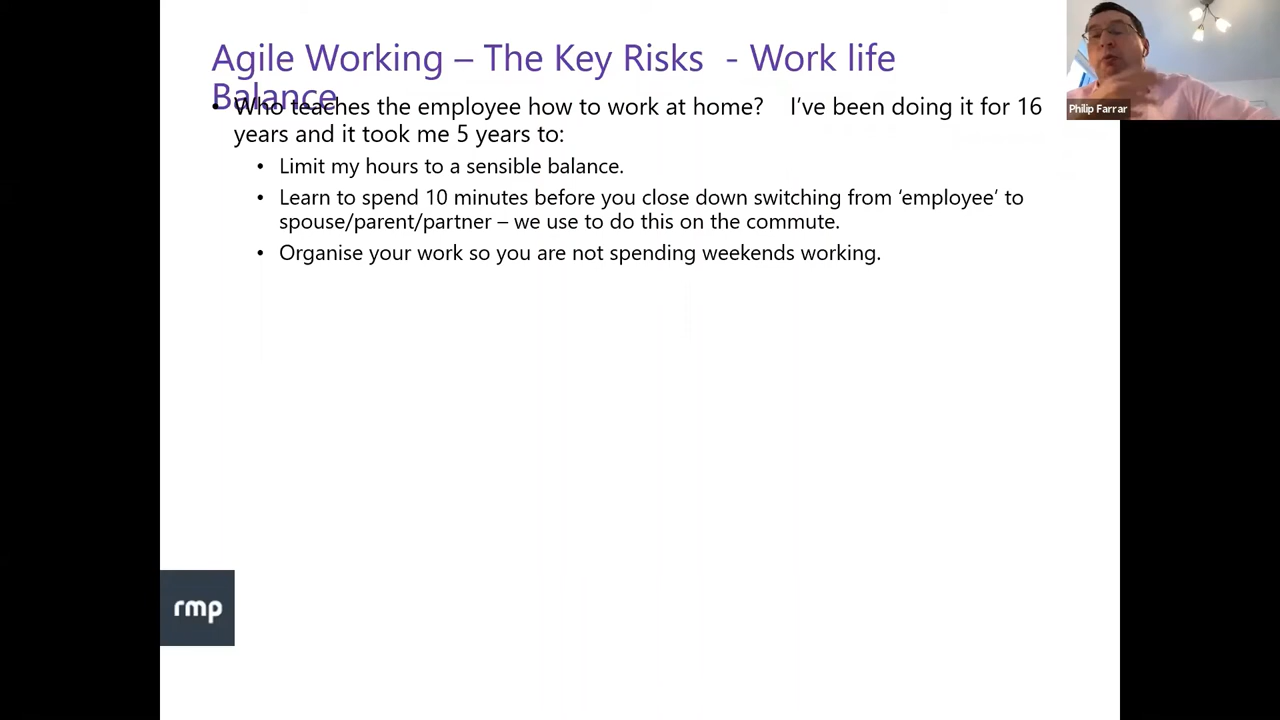 Agile Working – The Key Risks - Work life
Balance
• Who teaches the employee how to work at home? I’ve been doing it for 16
years and it took me 5 years to:
• Limit my hours to a sensible balance.
• Learn to spend 10 minutes before you close down switching from ‘employee’ to
spouse/parent/partner – we use to do this on the commute.
• Organise your work so you are not spending weekends working.
Philip Farrar
rmp